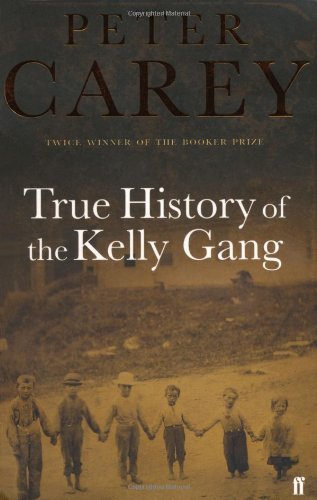 PETER
CAREY
TWICE WINNER OF THE BOOKER PRIZE
True History of
the Kelly Gang
ff